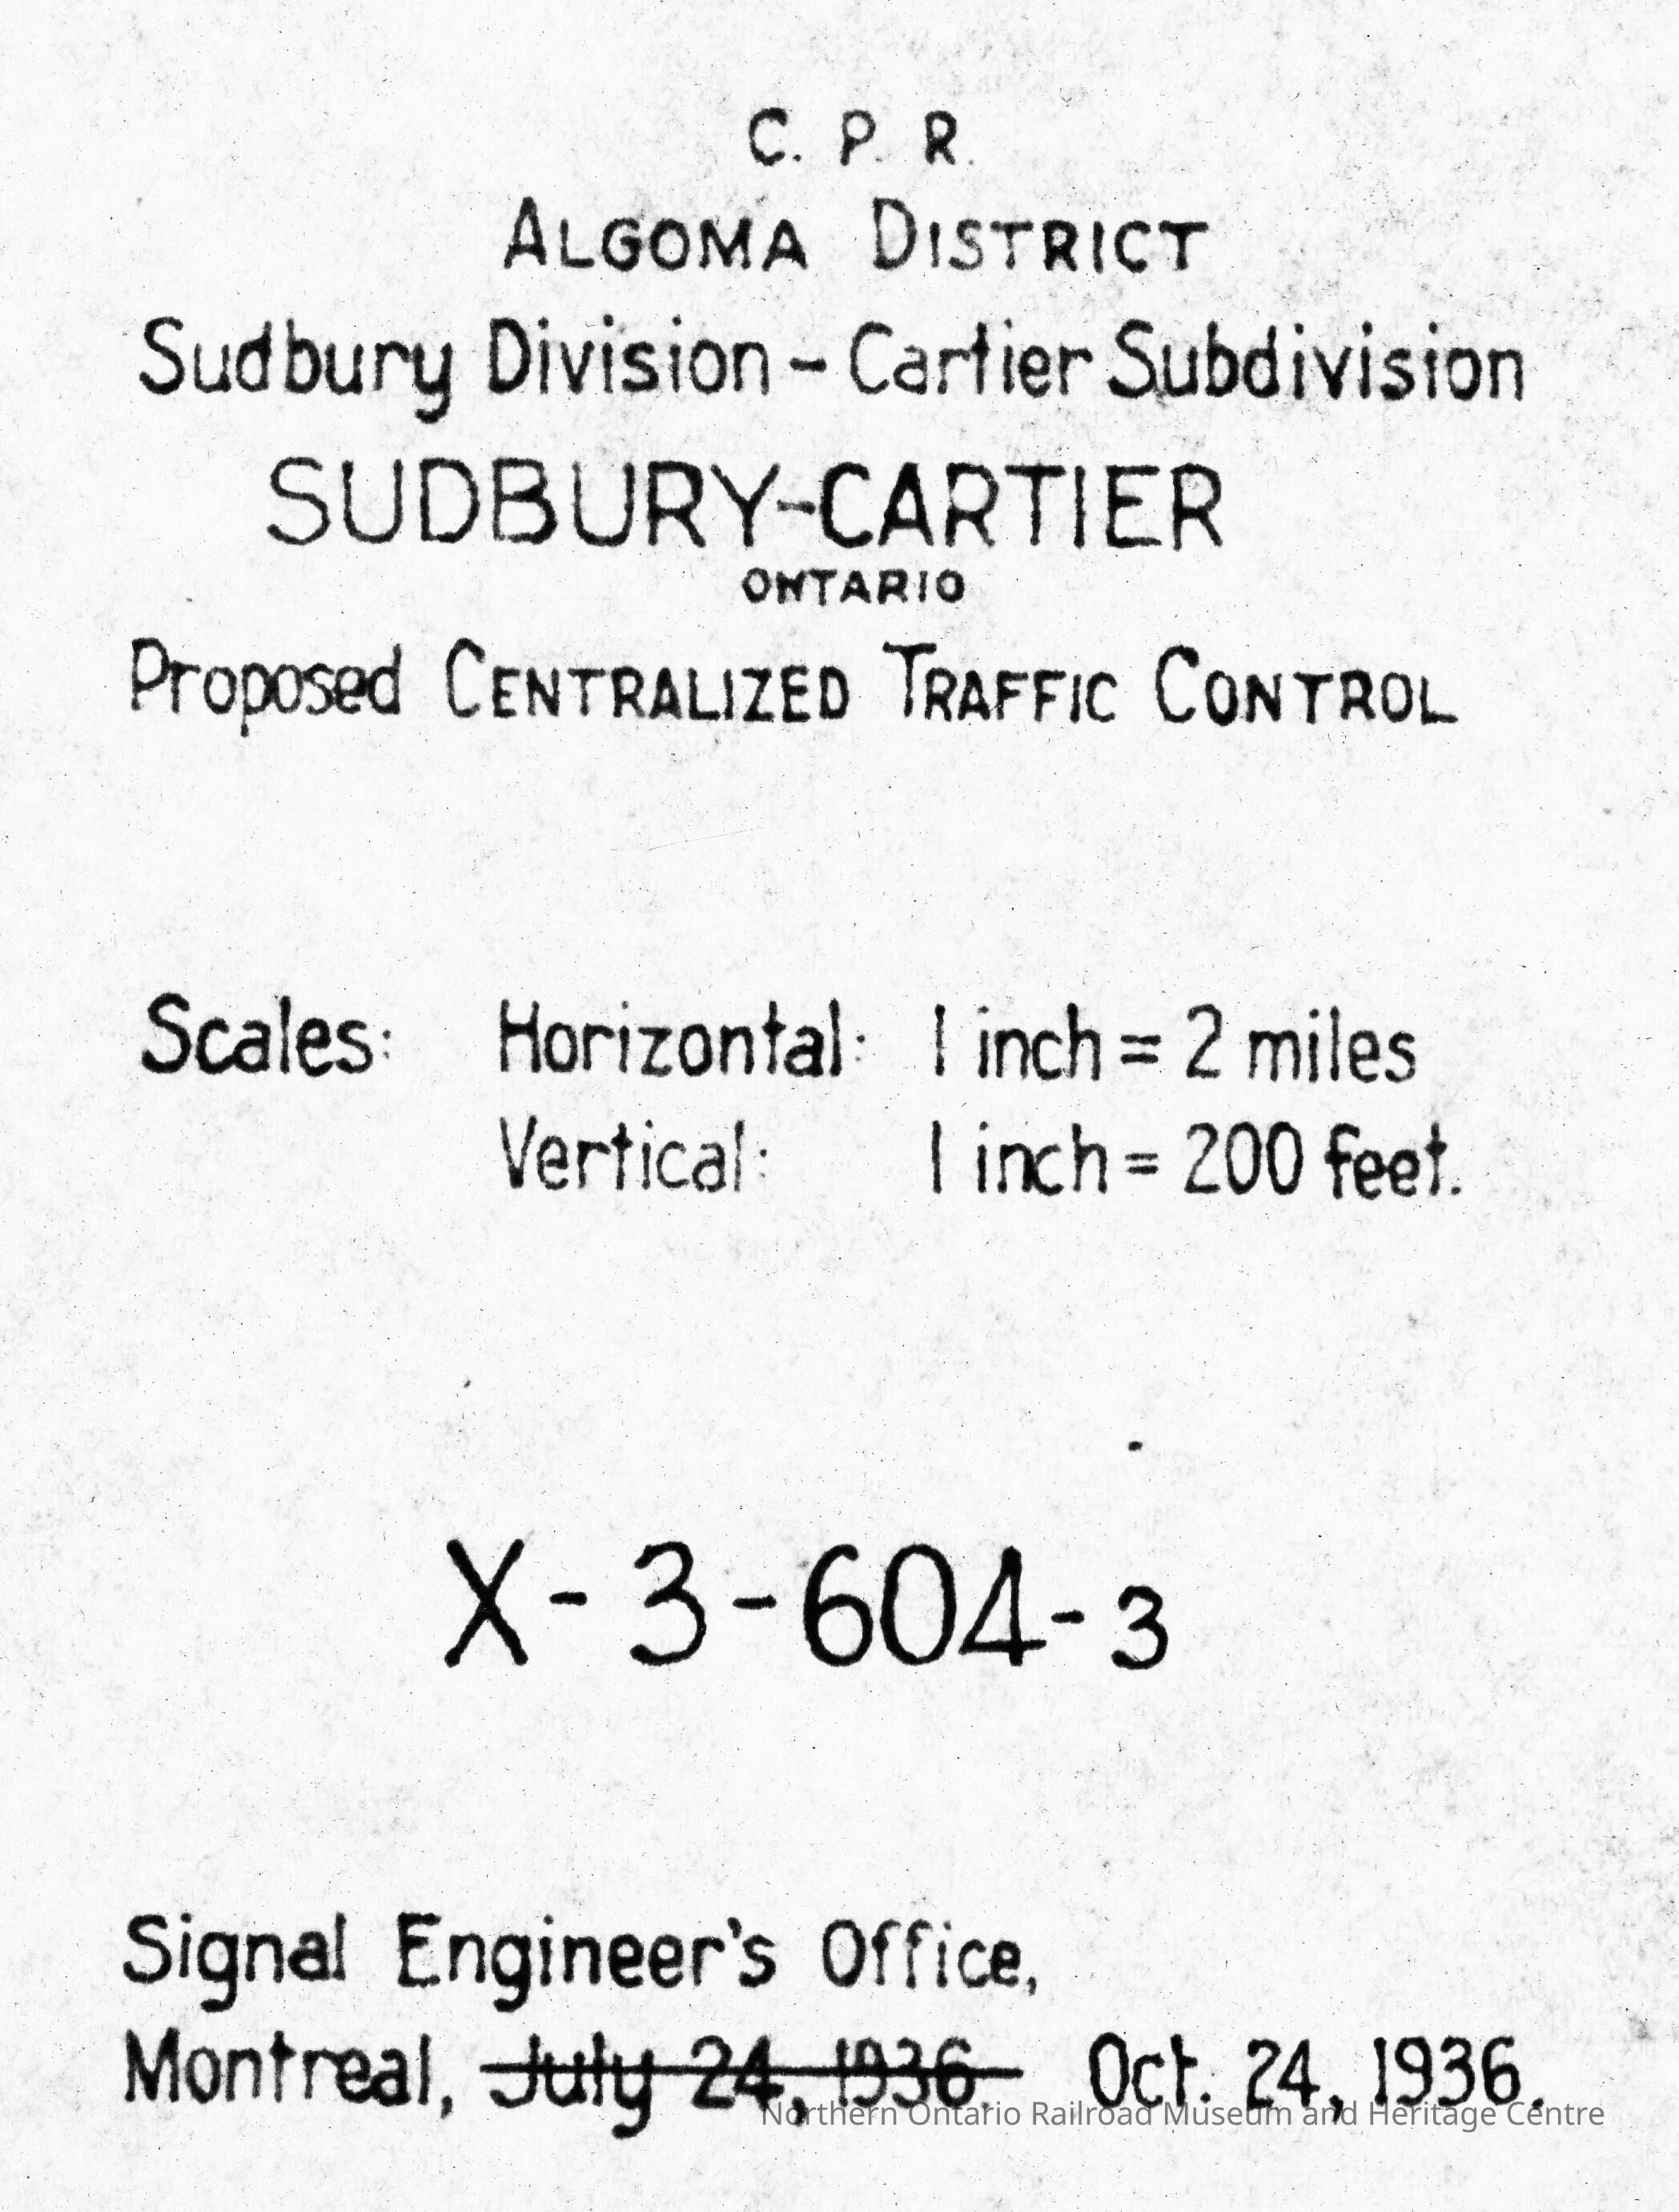 C. P. R.
ALGOMA DISTRICT
Sudbury Division - Cartier Subdivision
SUDBURY-CARTIER
ONTARIO
Proposed CENTRALIZED TRAFFIC CONTROL
Scales: Horizontal: 1 inch = 2 miles
Vertical: 1 inch = 200 feet.
X-3-604-3
Signal Engineer's Office,
Montreal, July 24, 1936. Oct. 24, 1936.
Northern Ontario Railroad Museum and Heritage Centre